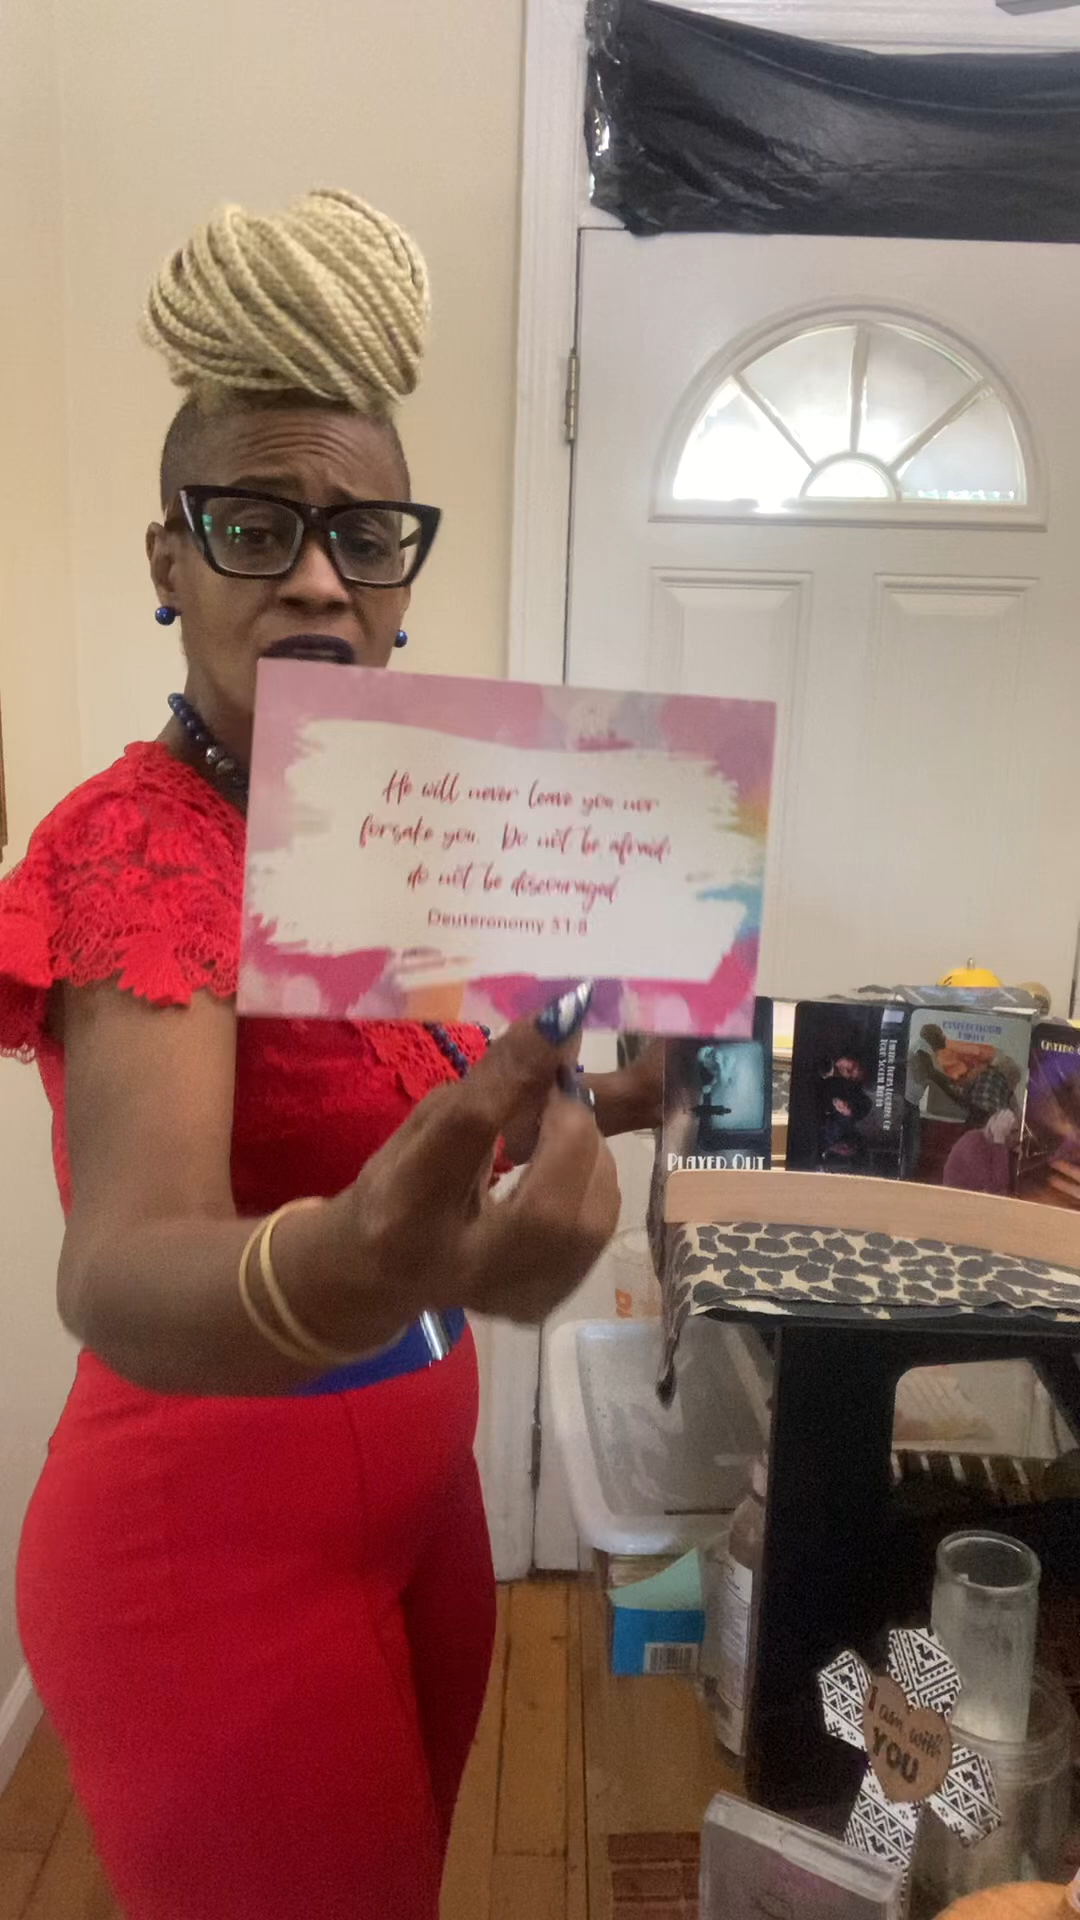 He will never leave you nor
forsake you. Do not be afraid;
do not be discouraged.
Deuteronomy 31:8
PLAYED OUT
I am with
YOU